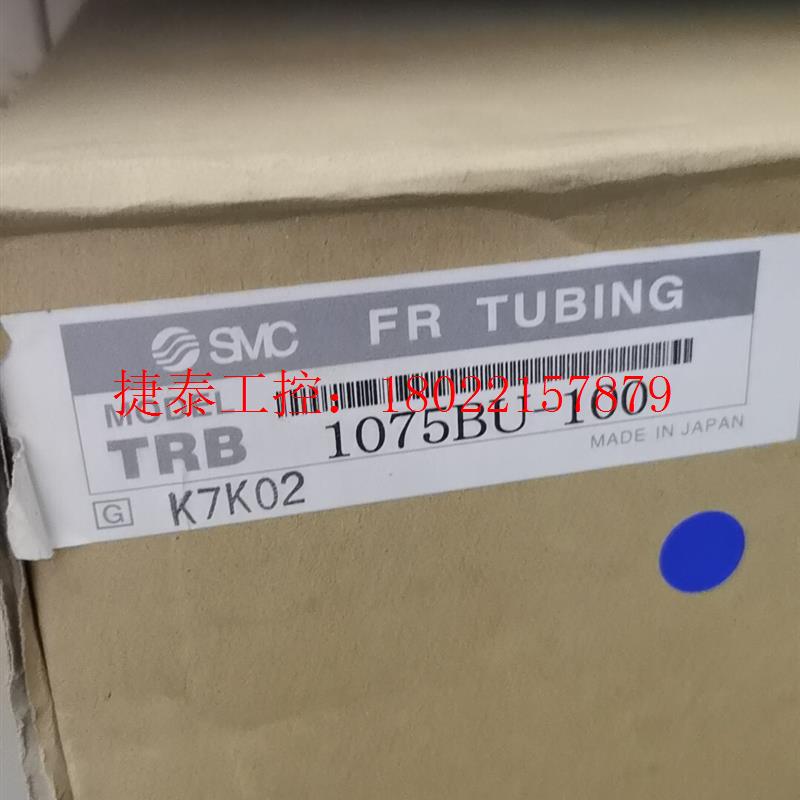 SMC FR TUBING
捷泰工控：18022157879
MODEL
TRB 1075BU-100
MADE IN JAPAN
G K7K02